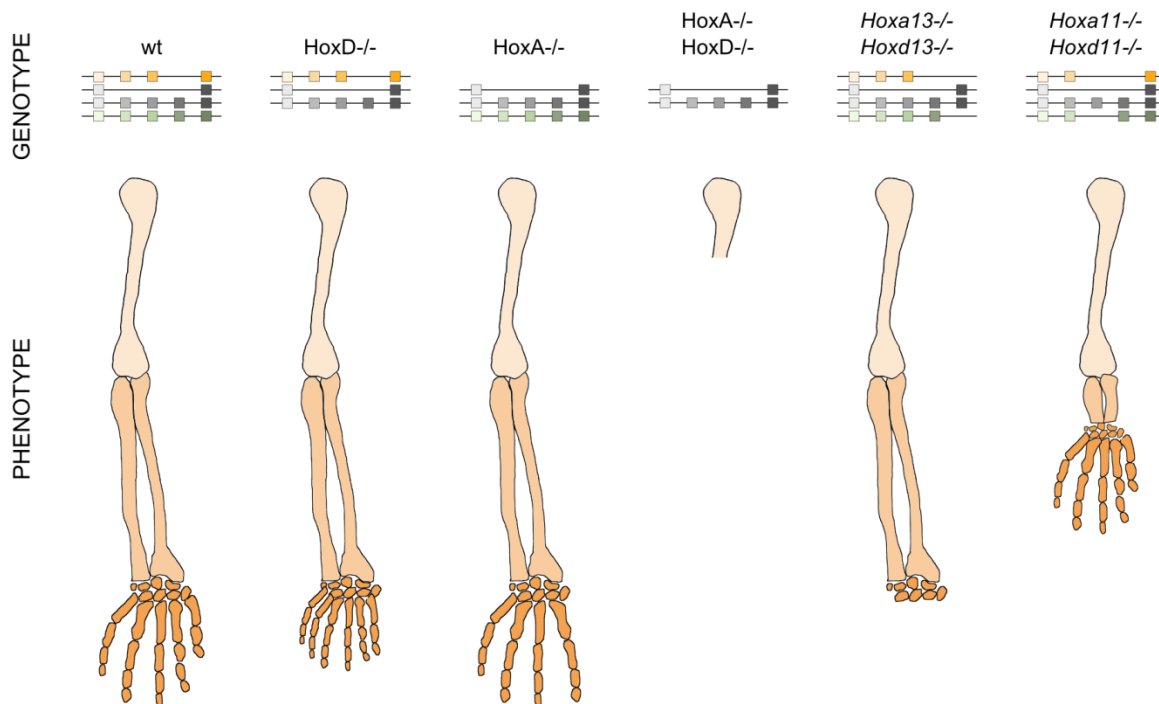 GENOTYPE
wt
HoxD-/-
HoxA-/-
HoxA-/-
HoxD-/-
Hoxa13-/-
Hoxd13-/-
Hoxa11-/-
Hoxd11-/-
PHENOTYPE